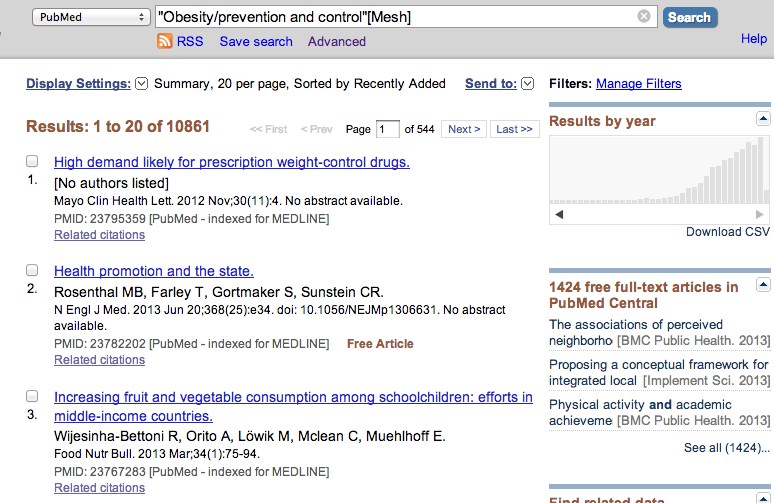 PubMed
"Obesity/prevention and control"[Mesh]
Search
RSS Save search Advanced
Help
Display Settings: Summary, 20 per page, Sorted by Recently Added Send to:
Results: 1 to 20 of 10861
<< First < Prev Page 1 of 544 Next > Last >>
High demand likely for prescription weight-control drugs.
1. [No authors listed]
Mayo Clin Health Lett. 2012 Nov;30(11):4. No abstract available.
PMID: 23795359 [PubMed - indexed for MEDLINE]
Related citations
Health promotion and the state.
2. Rosenthal MB, Farley T, Gortmaker S, Sunstein CR.
N Engl J Med. 2013 Jun 20;368(25):e34. doi: 10.1056/NEJMp1306631. No abstract
available.
PMID: 23782202 [PubMed - indexed for MEDLINE] Free Article
Related citations
Increasing fruit and vegetable consumption among schoolchildren: efforts in
3. middle-income countries.
Wijesinha-Bettoni R, Orito A, Löwik M, Mclean C, Muehlhoff E.
Food Nutr Bull. 2013 Mar;34(1):75-94.
PMID: 23767283 [PubMed - indexed for MEDLINE]
Related citations
Filters: Manage Filters
Results by year
Download CSV
1424 free full-text articles in
PubMed Central
The associations of perceived
neighborho [BMC Public Health. 2013]
Proposing a conceptual framework for
integrated local [Implement Sci. 2013]
Physical activity and academic
achieveme [BMC Public Health. 2013]
See all (1424)...
Find related data